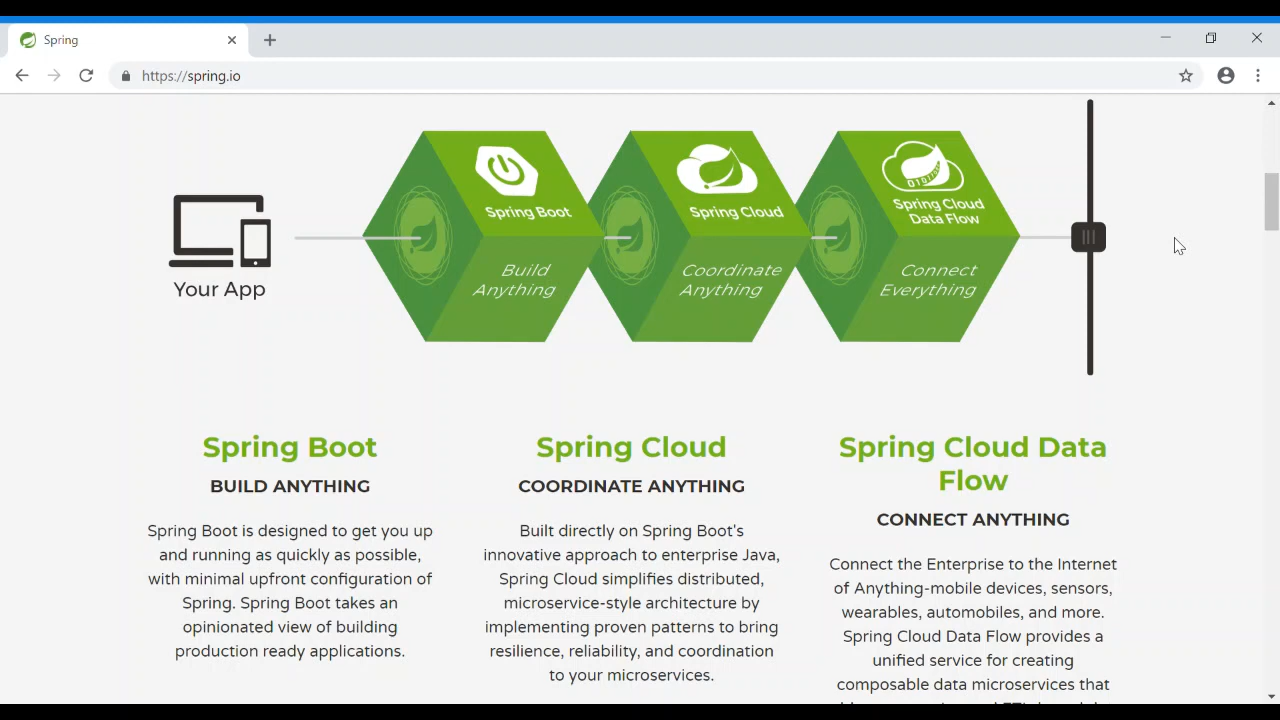 Spring
https://spring.io
Spring Boot
Spring Cloud
Spring Cloud
Data Flow
Build
Anything
Coordinate
Anything
Connect
Everything
Your App
Spring Boot
BUILD ANYTHING
Spring Boot is designed to get you up
and running as quickly as possible,
with minimal upfront configuration of
Spring. Spring Boot takes an
opinionated view of building
production ready applications.
Spring Cloud
COORDINATE ANYTHING
Built directly on Spring Boot's
innovative approach to enterprise Java,
Spring Cloud simplifies distributed,
microservice-style architecture by
implementing proven patterns to bring
resilience, reliability, and coordination
to your microservices.
Spring Cloud Data
Flow
CONNECT ANYTHING
Connect the Enterprise to the Internet
of Anything-mobile devices, sensors,
wearables, automobiles, and more.
Spring Cloud Data Flow provides a
unified service for creating
composable data microservices that